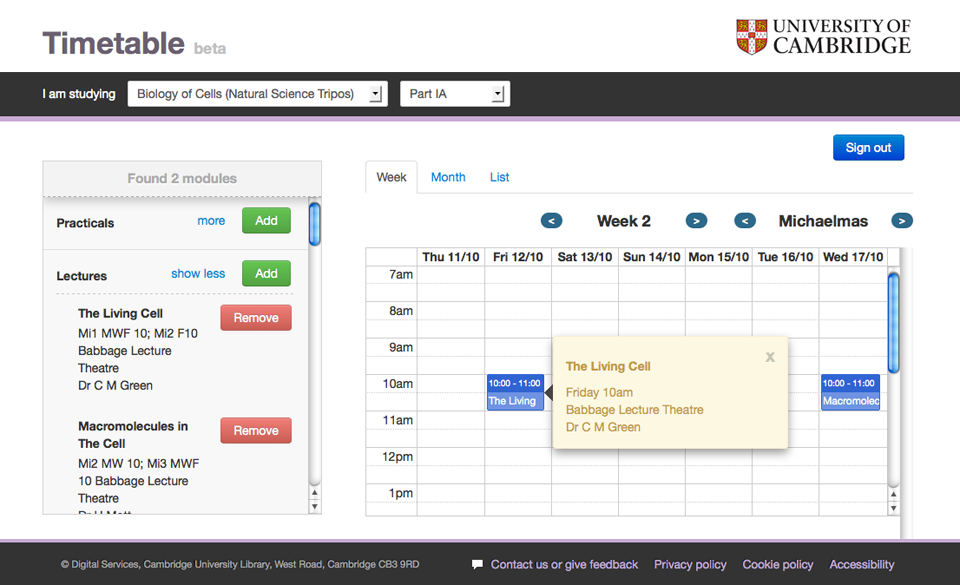 Timetable beta
UNIVERSITY OF
CAMBRIDGE
I am studying Biology of Cells (Natural Science Tripos) Part IA
Sign out
Found 2 modules
Practicals more Add
Lectures show less Add
The Living Cell Remove
Mi1 MWF 10; Mi2 F10
Babbage Lecture
Theatre
Dr C M Green
Macromolecules in
The Cell
Remove
Mi2 MW 10; Mi3 MWF
10 Babbage Lecture
Theatre
Week Month List
< Week 2 > < Michaelmas >
Thu 11/10 Fri 12/10 Sat 13/10 Sun 14/10 Mon 15/10 Tue 16/10 Wed 17/10
7am
8am
9am
10am
11am
12pm
1pm
10:00 - 11:00
The Living
The Living Cell x
Friday 10am
Babbage Lecture Theatre
Dr C M Green
10:00 - 11:00
Macromolec
© Digital Services, Cambridge University Library, West Road, Cambridge CB3 9RD
Contact us or give feedback Privacy policy Cookie policy Accessibility